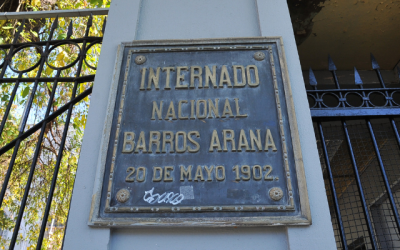 INTERNADO
NACIONAL
BARROS ARANA
20 DE MAYO 1902.